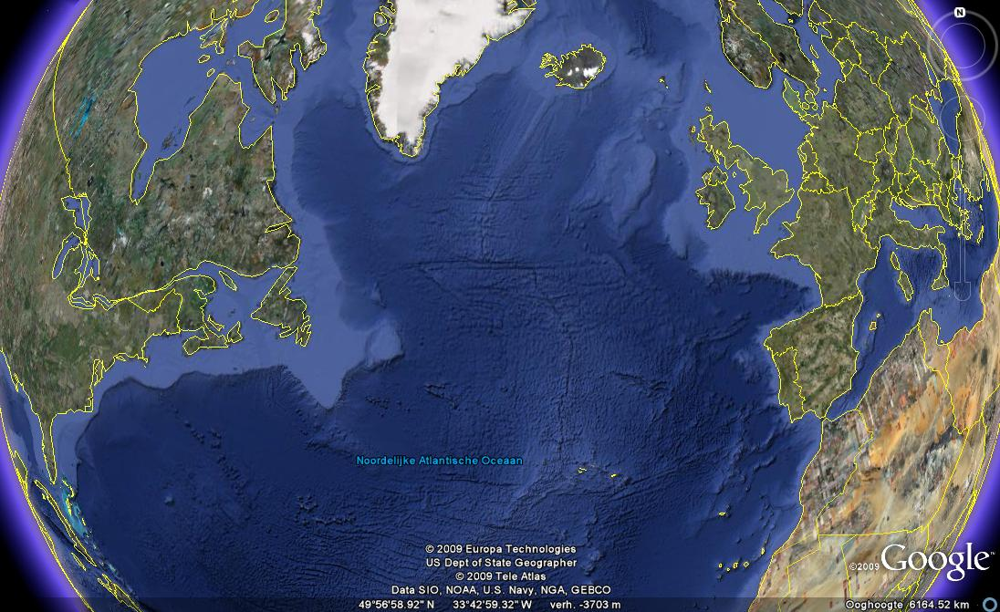 N
Noordelijke Atlantische Oceaan
© 2009 Europa Technologies
US Dept of State Geographer
© 2009 Tele Atlas
Data SIO, NOAA, U.S. Navy, NGA, GEBCO
©2009 Google™
49°56'58.92" N 33°42'59.32" W verh. -3703 m
Ooghoogte 6164.52 km